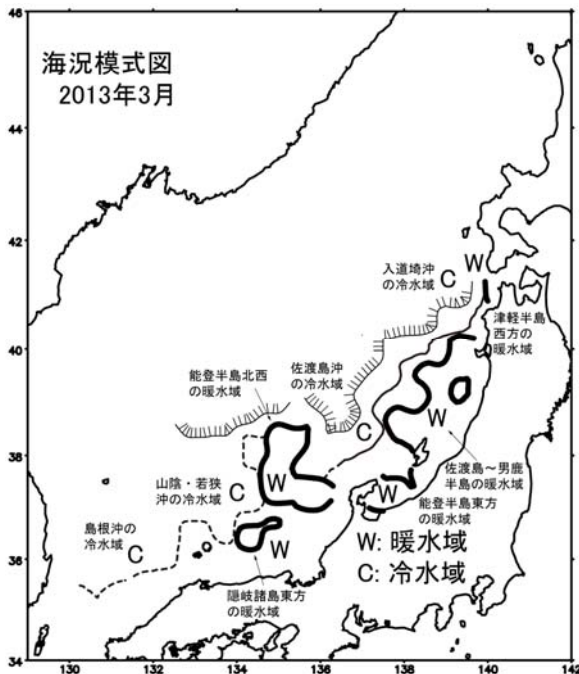 海況模式図
2013年3月
46
44
42
40
38
36
34
130
132
134
136
138
140
142
W
入道埼沖
の冷水域
C
津軽半島
西方の
暖水域
能登半島北西
の暖水域
佐渡島沖
の冷水域
W
C
佐渡島～男鹿
半島の暖水域
山陰・若狭
沖の冷水域
C
W
W
能登半島東方
の暖水域
島根沖の
冷水域
C
W
隠岐諸島東方
の暖水域
W: 暖水域
C: 冷水域